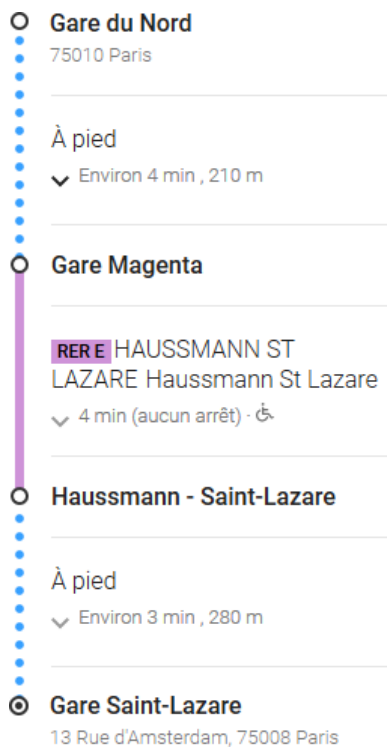 Gare du Nord
75010 Paris
À pied
Environ 4 min , 210 m
Gare Magenta
RER E HAUSSMANN ST
LAZARE Haussmann St Lazare
4 min (aucun arrêt) ·
Haussmann - Saint-Lazare
À pied
Environ 3 min , 280 m
Gare Saint-Lazare
13 Rue d'Amsterdam, 75008 Paris